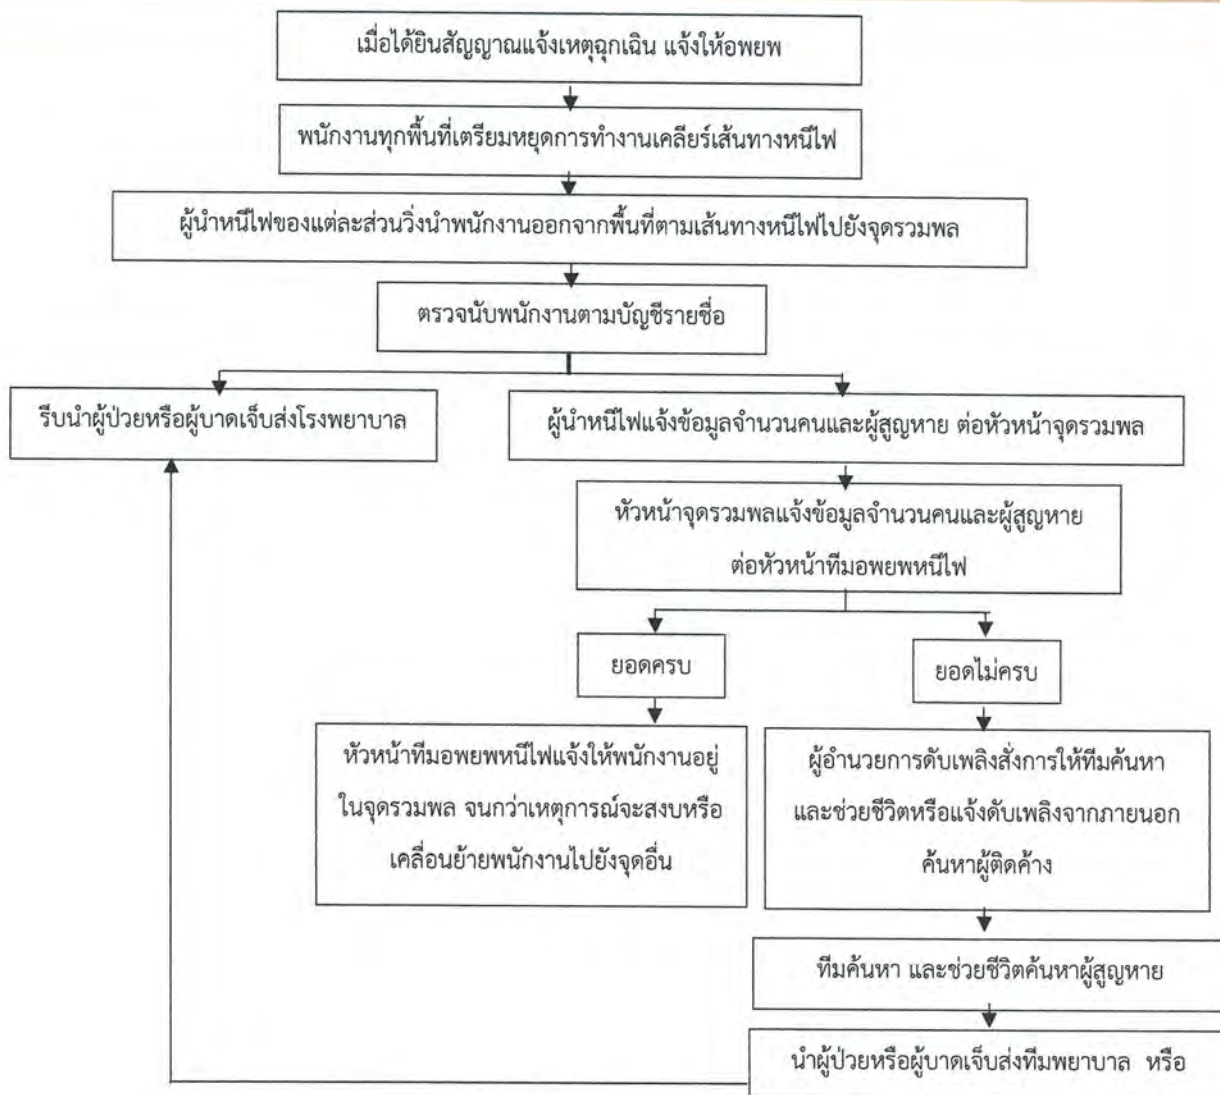 เมื่อได้ยินสัญญาณแจ้งเหตุฉุกเฉิน แจ้งให้อพยพ
พนักงานทุกพื้นที่เตรียมหยุดการทำงานเคลียร์เส้นทางหนีไฟ
ผู้นำหนีไฟของแต่ละส่วนวิ่งนำพนักงานออกจากพื้นที่ตามเส้นทางหนีไฟไปยังจุดรวมพล
ตรวจนับพนักงานตามบัญชีรายชื่อ
รีบนำผู้ป่วยหรือผู้บาดเจ็บส่งโรงพยาบาล
ผู้นำหนีไฟแจ้งข้อมูลจำนวนคนและผู้สูญหาย ต่อหัวหน้าจุดรวมพล
หัวหน้าจุดรวมพลแจ้งข้อมูลจำนวนคนและผู้สูญหาย
ต่อหัวหน้าทีมอพยพหนีไฟ
ยอดครบ
ยอดไม่ครบ
หัวหน้าทีมอพยพหนีไฟแจ้งให้พนักงานอยู่
ในจุดรวมพล จนกว่าเหตุการณ์จะสงบหรือ
เคลื่อนย้ายพนักงานไปยังจุดอื่น
ผู้อำนวยการดับเพลิงสั่งการให้ทีมค้นหา
และช่วยชีวิตหรือแจ้งดับเพลิงจากภายนอก
ค้นหาผู้ติดค้าง
ทีมค้นหา และช่วยชีวิตค้นหาผู้สูญหาย
นำผู้ป่วยหรือผู้บาดเจ็บส่งทีมพยาบาล หรือ